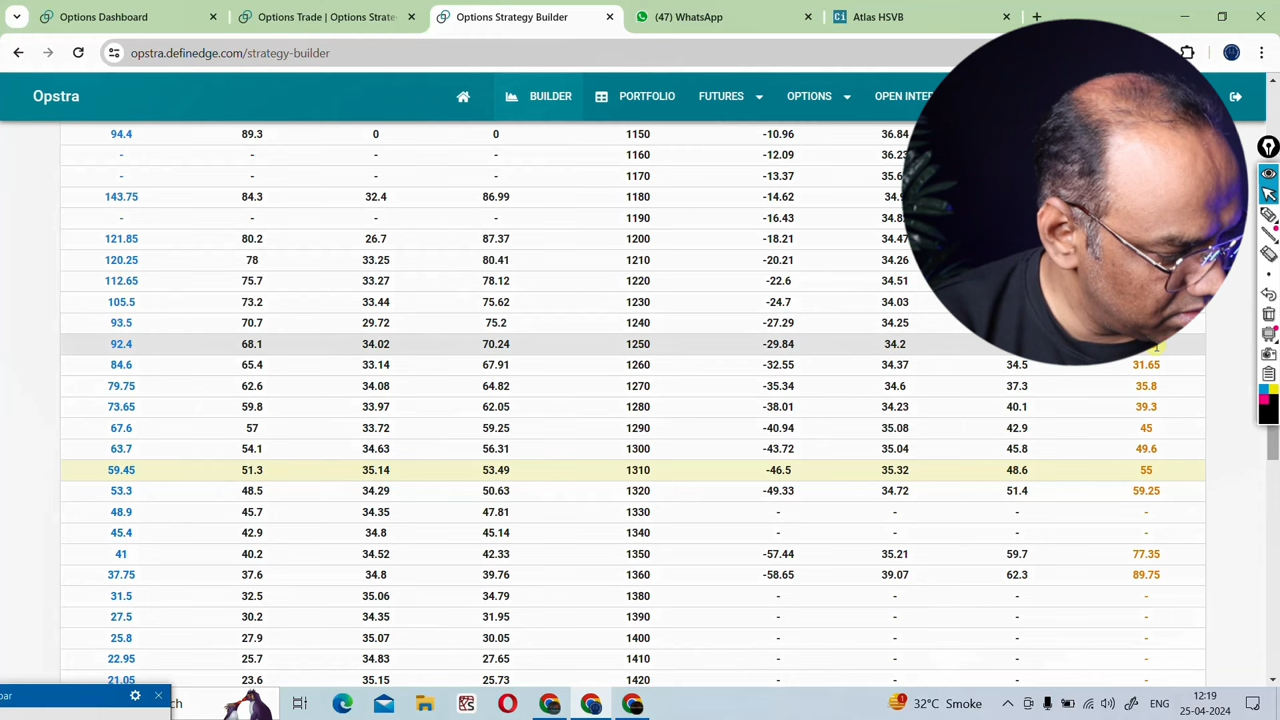 Options Dashboard
Options Trade | Options Strate
Options Strategy Builder
(47) WhatsApp
Atlas HSVB
opstra.definedge.com/strategy-builder
Opstra
BUILDER
PORTFOLIO
FUTURES
OPTIONS
94.4 89.3 0 0 1150 -10.96 36.84
- - - - 1160 -12.09 36.23
- - - - 1170 -13.37
143.75 84.3 32.4 86.99 1180 -14.62
- - - - 1190 -16.43
121.85 80.2 26.7 87.37 1200 -18.21 34.47
120.25 78 33.25 80.41 1210 -20.21 34.26
112.65 75.7 33.27 78.12 1220 -22.6 34.51
105.5 73.2 33.44 75.62 1230 -24.7 34.03
93.5 70.7 29.72 75.2 1240 -27.29 34.25
92.4 68.1 34.02 70.24 1250 -29.84 34.2
84.6 65.4 33.14 67.91 1260 -32.55 34.37 34.5 31.65
79.75 62.6 34.08 64.82 1270 -35.34 34.6 37.3 35.8
73.65 59.8 33.97 62.05 1280 -38.01 34.23 40.1 39.3
67.6 57 33.72 59.25 1290 -40.94 35.08 42.9 45
63.7 54.1 34.63 56.31 1300 -43.72 35.04 45.8 49.6
59.45 51.3 35.14 53.49 1310 -46.5 35.32 48.6 55
53.3 48.5 34.29 50.63 1320 -49.33 34.72 51.4 59.25
48.9 45.7 34.35 47.81 1330 - - - -
45.4 42.9 34.8 45.14 1340 - - - -
41 40.2 34.52 42.33 1350 -57.44 35.21 59.7 77.35
37.75 37.6 34.8 39.76 1360 -58.65 39.07 62.3 89.75
31.5 32.5 35.06 34.79 1380 - - - -
27.5 30.2 34.35 31.95 1390 - - - -
25.8 27.9 35.07 30.05 1400 - - - -
22.95 25.7 34.83 27.65 1410 - - - -
21.05 23.6 35.15 25.73 1420
32°C Smoke
ENG
12:19
25-04-2024